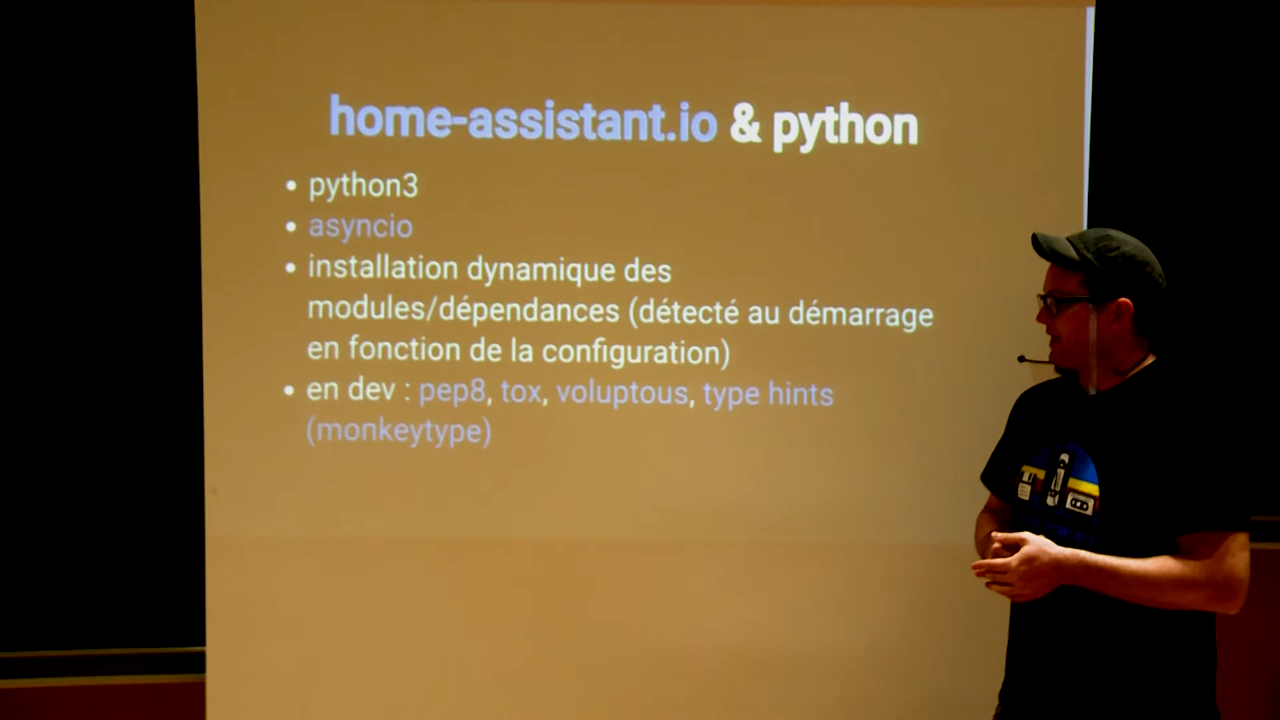 home-assistant.io & python
• python3
• asyncio
• installation dynamique des
modules/dépendances (détecté au démarrage
en fonction de la configuration)
• en dev : pep8, tox, voluptous, type hints
(monkeytype)